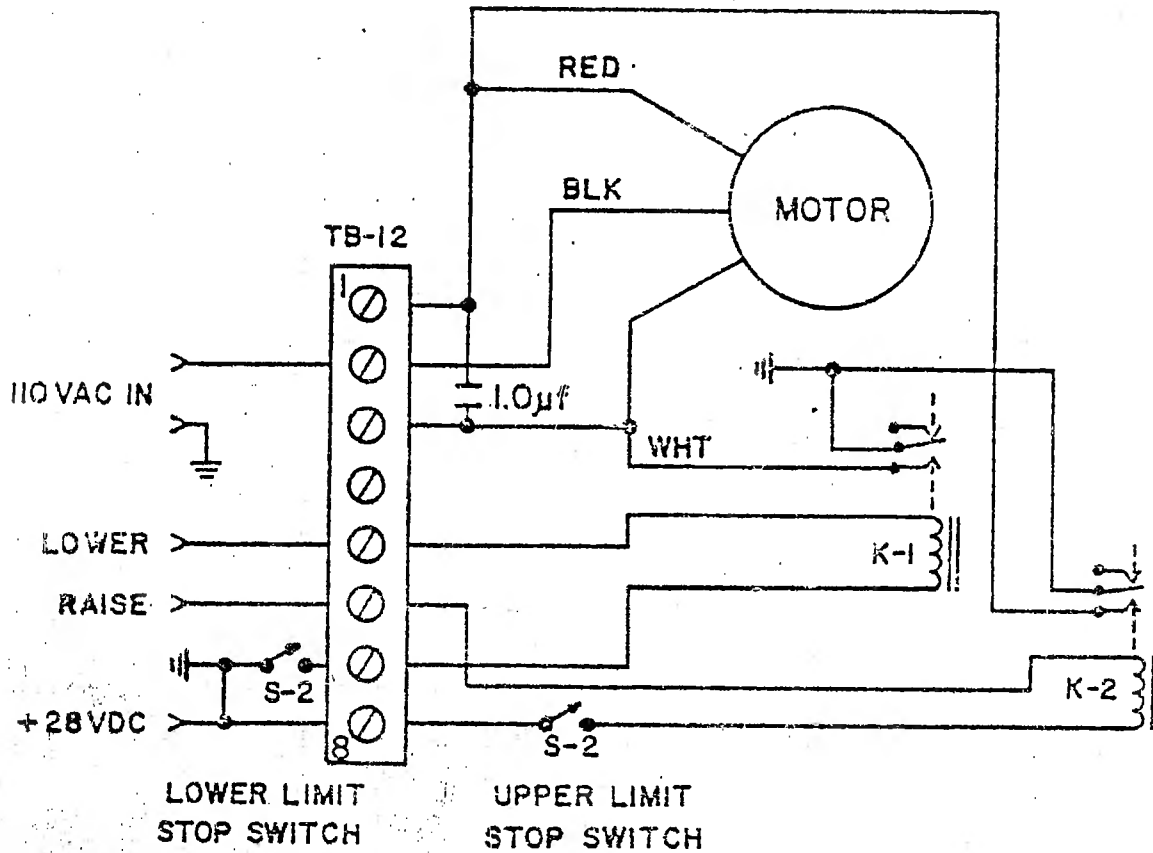 RED
BLK
MOTOR
TB-12
1
110 VAC IN
1.0µf
WHT
LOWER
K-1
RAISE
S-2
K-2
+28VDC
8
S-2
LOWER LIMIT
STOP SWITCH
UPPER LIMIT
STOP SWITCH